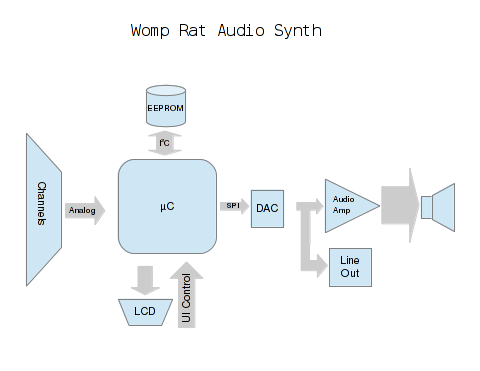 Womp Rat Audio Synth
EEPROM
I²C
Channels
Analog
µC
SPI
DAC
Audio
Amp
Line
Out
LCD
UI Control